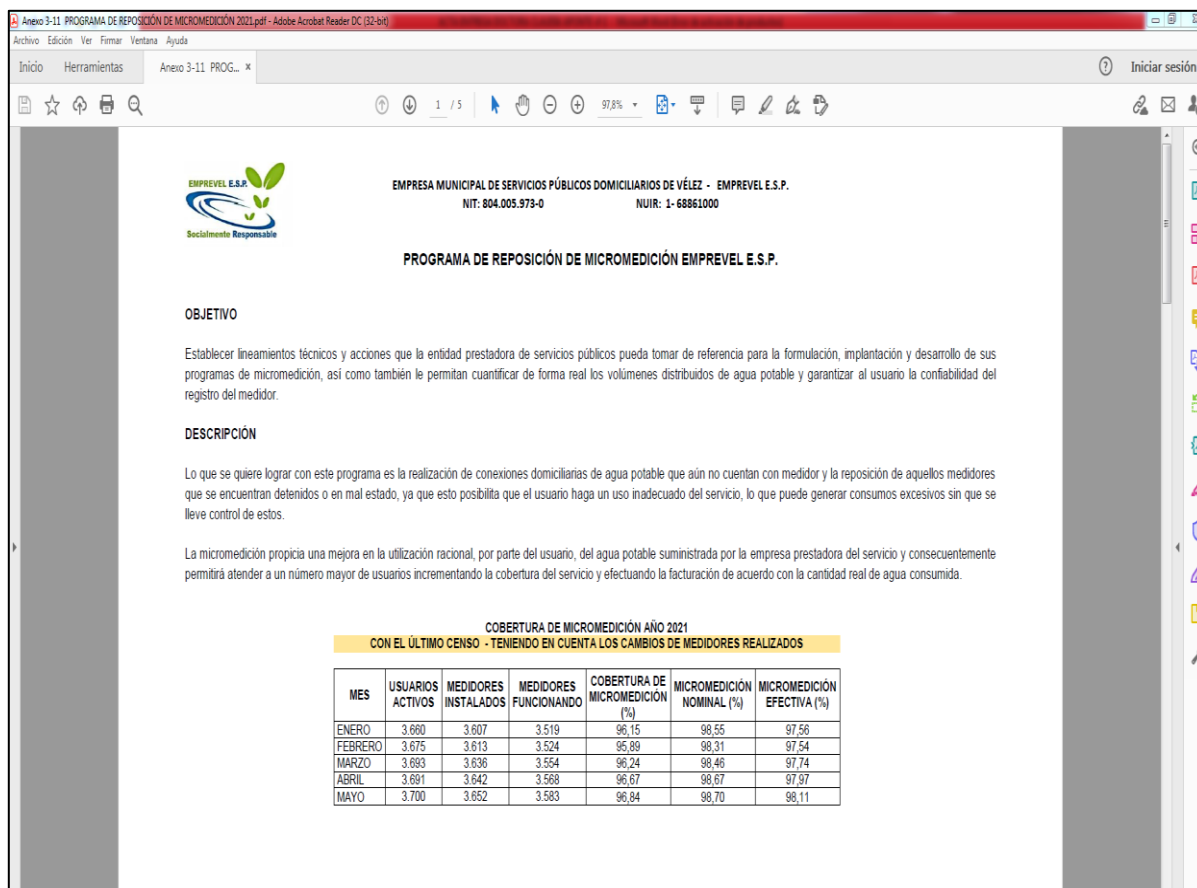 Anexo 3-11 PROGRAMA DE REPOSICIÓN DE MICROMEDICIÓN 2021.pdf - Adobe Acrobat Reader DC (32-bit)
Archivo Edición Ver Firmar Ventana Ayuda
Inicio Herramientas Anexo 3-11 PROG... x Iniciar sesión
1 / 5 97,8%
EMPREVEL E.S.P.
Socialmente Responsable
EMPRESA MUNICIPAL DE SERVICIOS PÚBLICOS DOMICILIARIOS DE VÉLEZ - EMPREVEL E.S.P.
NIT: 804.005.973-0 NUIR: 1- 68861000
PROGRAMA DE REPOSICIÓN DE MICROMEDICIÓN EMPREVEL E.S.P.
OBJETIVO
Establecer lineamientos técnicos y acciones que la entidad prestadora de servicios públicos pueda tomar de referencia para la formulación, implantación y desarrollo de sus
programas de micromedición, así como también le permitan cuantificar de forma real los volúmenes distribuidos de agua potable y garantizar al usuario la confiabilidad del
registro del medidor.
DESCRIPCIÓN
Lo que se quiere lograr con este programa es la realización de conexiones domiciliarias de agua potable que aún no cuentan con medidor y la reposición de aquellos medidores
que se encuentran detenidos o en mal estado, ya que esto posibilita que el usuario haga un uso inadecuado del servicio, lo que puede generar consumos excesivos sin que se
lleve control de estos.
La micromedición propicia una mejora en la utilización racional, por parte del usuario, del agua potable suministrada por la empresa prestadora del servicio y consecuentemente
permitirá atender a un número mayor de usuarios incrementando la cobertura del servicio y efectuando la facturación de acuerdo con la cantidad real de agua consumida.
COBERTURA DE MICROMEDICIÓN AÑO 2021
CON EL ÚLTIMO CENSO - TENIENDO EN CUENTA LOS CAMBIOS DE MEDIDORES REALIZADOS
MES USUARIOS ACTIVOS MEDIDORES INSTALADOS MEDIDORES FUNCIONANDO COBERTURA DE MICROMEDICIÓN (%) MICROMEDICIÓN NOMINAL (%) MICROMEDICIÓN EFECTIVA (%)
ENERO 3.660 3.607 3.519 96,15 98,55 97,56
FEBRERO 3.675 3.613 3.524 95,89 98,31 97,54
MARZO 3.693 3.636 3.554 96,24 98,46 97,74
ABRIL 3.691 3.642 3.568 96,67 98,67 97,97
MAYO 3.700 3.652 3.583 96,84 98,70 98,11